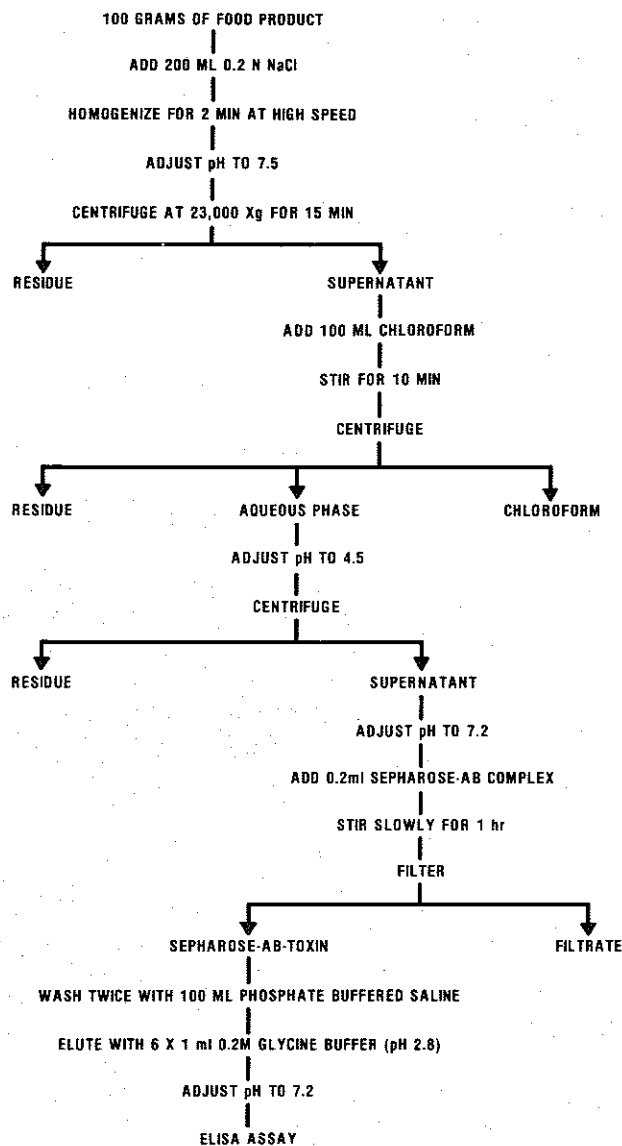 100 GRAMS OF FOOD PRODUCT
ADD 200 ML 0.2 N NaCl
HOMOGENIZE FOR 2 MIN AT HIGH SPEED
ADJUST pH TO 7.5
CENTRIFUGE AT 23,000 Xg FOR 15 MIN
RESIDUE SUPERNATANT
ADD 100 ML CHLOROFORM
STIR FOR 10 MIN
CENTRIFUGE
RESIDUE AQUEOUS PHASE CHLOROFORM
ADJUST pH TO 4.5
CENTRIFUGE
RESIDUE SUPERNATANT
ADJUST pH TO 7.2
ADD 0.2ml SEPHAROSE-AB COMPLEX
STIR SLOWLY FOR 1 hr
FILTER
SEPHAROSE-AB-TOXIN FILTRATE
WASH TWICE WITH 100 ML PHOSPHATE BUFFERED SALINE
ELUTE WITH 6 X 1 ml 0.2M GLYCINE BUFFER (pH 2.8)
ADJUST pH TO 7.2
ELISA ASSAY